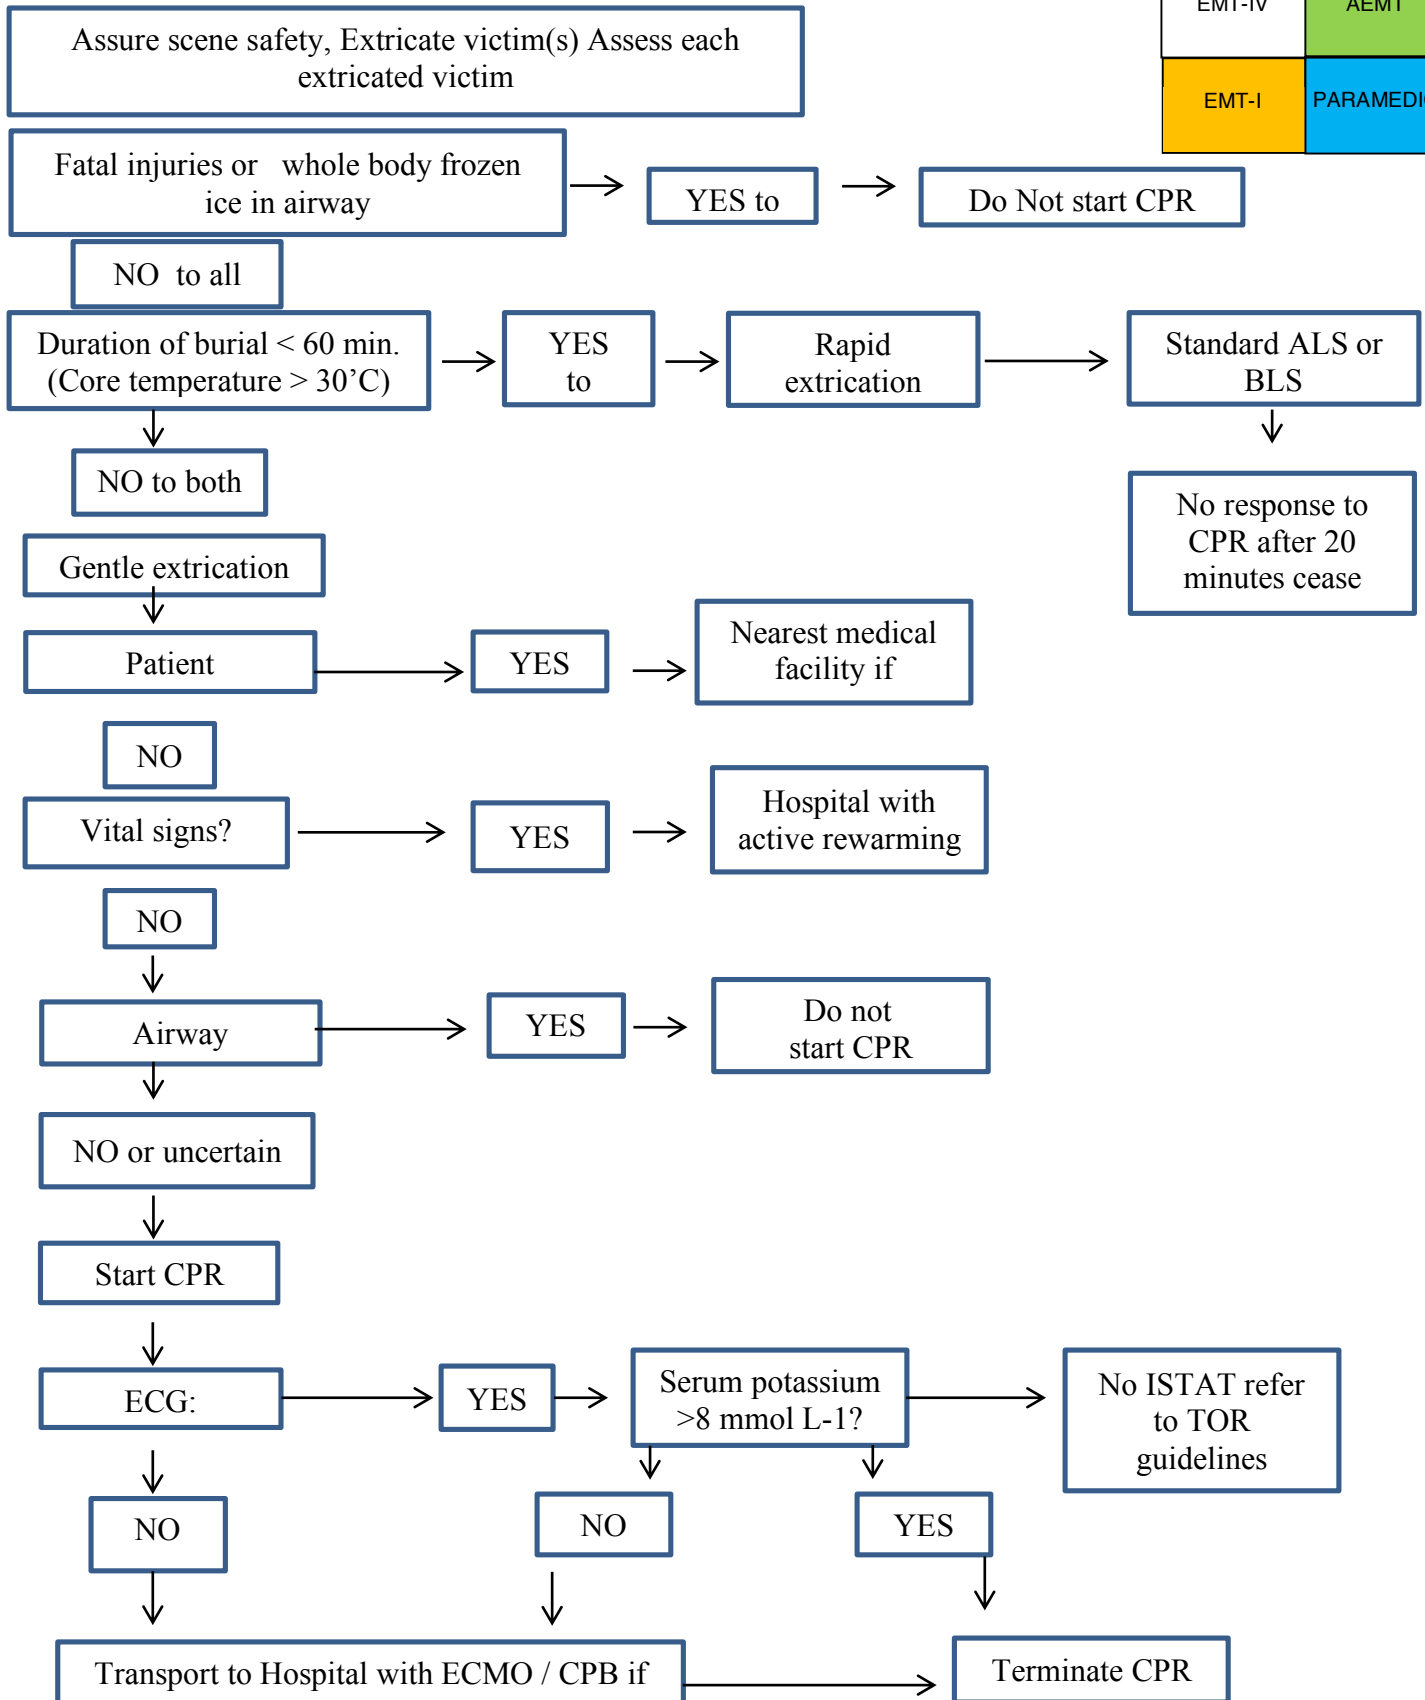 EMT-IV
AEMT
EMT-I
Assure scene safety, Extricate victim(s) Assess each
extricated victim
Fatal injuries or whole body frozen
ice in airway
YES to
Do Not start CPR
NO to all
Duration of burial < 60 min.
(Core temperature > 30’C)
YES
to
Rapid
extrication
Standard ALS or
BLS
NO to both
No response to
CPR after 20
minutes cease
Gentle extrication
Patient
YES
Nearest medical
facility if
NO
Vital signs?
YES
Hospital with
active rewarming
NO
Airway
YES
Do not
start CPR
NO or uncertain
Start CPR
ECG:
YES
Serum potassium
>8 mmol L-1?
No ISTAT refer
to TOR
guidelines
NO
NO
YES
Transport to Hospital with ECMO / CPB if
Terminate CPR